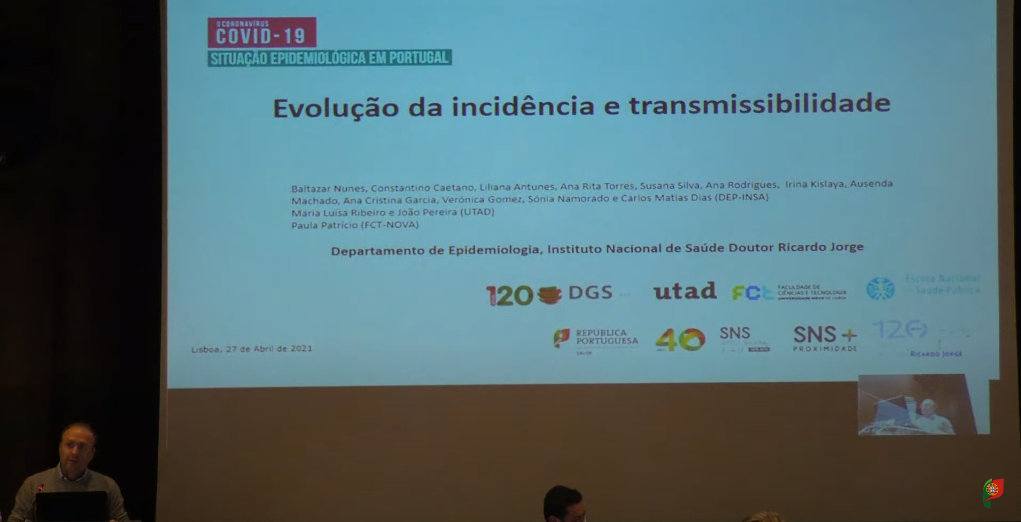 CORONAVÍRUS
COVID-19
SITUAÇÃO EPIDEMIOLÓGICA EM PORTUGAL
Evolução da incidência e transmissibilidade
Baltazar Nunes, Constantino Caetano, Liliana Antunes, Ana Rita Torres, Susana Silva, Ana Rodrigues, Irina Kislaya, Ausenda
Machado, Ana Cristina Garcia, Verónica Gomez, Sónia Namorado e Carlos Matias Dias (DEP-INSA)
Maria Luísa Ribeiro e João Pereira (UTAD)
Paula Patrício (FCT-NOVA)
Departamento de Epidemiologia, Instituto Nacional de Saúde Doutor Ricardo Jorge
120 DGS
utad
FCt
FACULDADE DE
CIÊNCIAS E TECNOLOGIA
Escola Nacional
de Saúde Pública
REPÚBLICA
PORTUGUESA
SAÚDE
40 SNS
SNS+
PROXIMIDADE
120
RICARDO JORGE
Lisboa, 27 de Abril de 2021